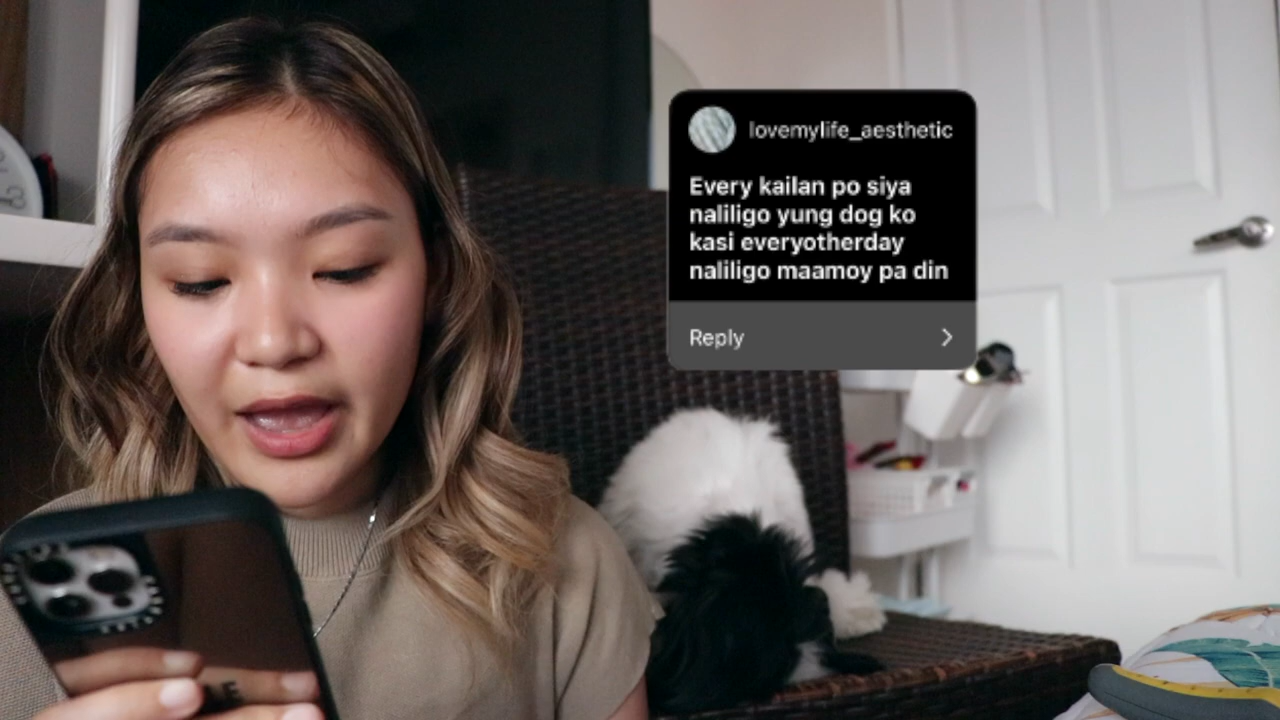 lovemylife_aesthetic
Every kailan po siya
naliligo yung dog ko
kasi everyotherday
naliligo maamoy pa din
Reply